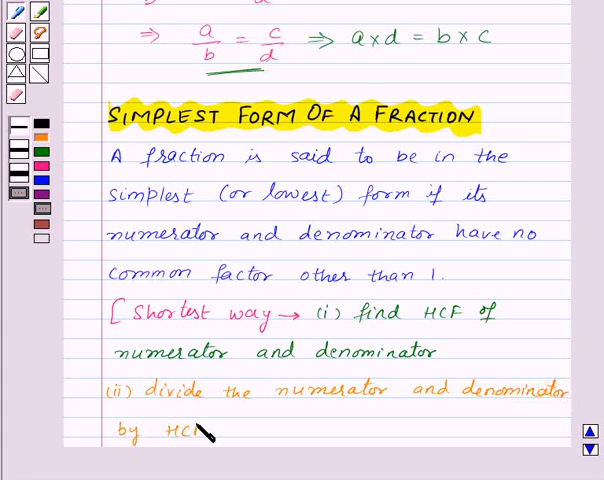 ⇒ a/b = c/d ⇒ a×d = b×c
SIMPLEST FORM OF A FRACTION
A fraction is said to be in the
simplest (or lowest) form if its
numerator and denominator have no
common factor other than 1.
[Shortest way → (i) find HCF of
numerator and denominator
(ii) divide the numerator and denominator
by HC